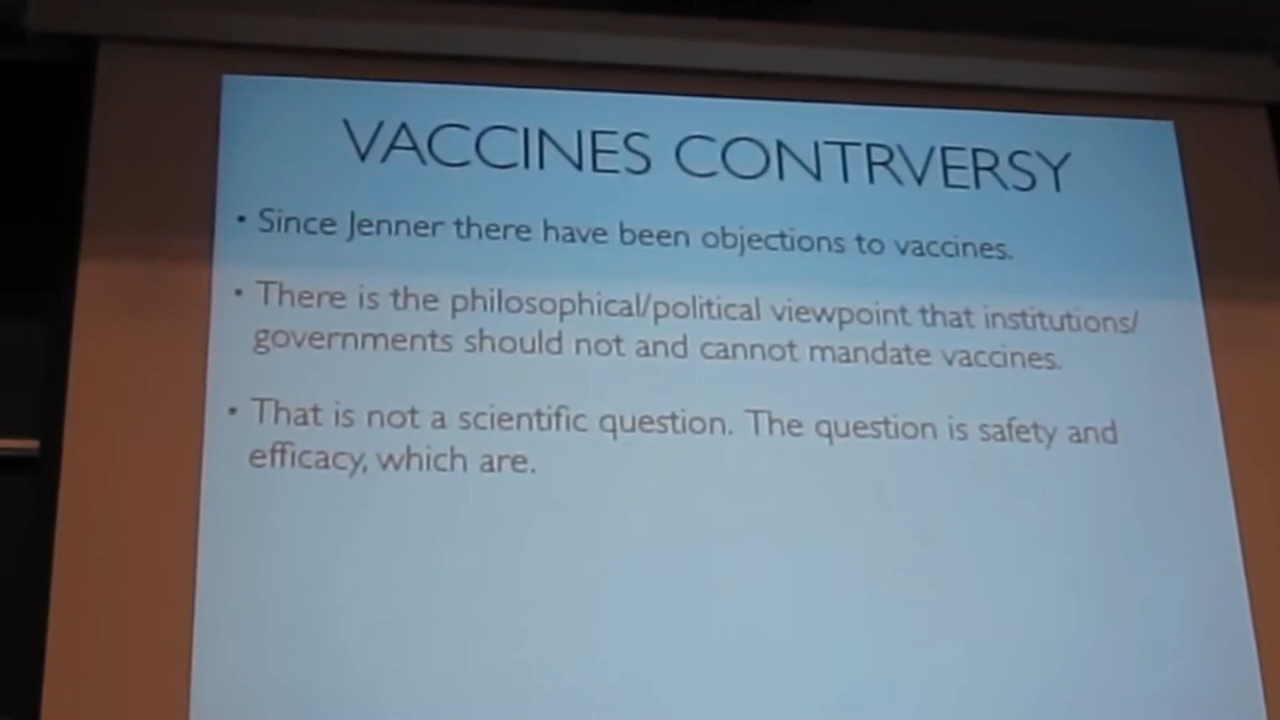 VACCINES CONTRVERSY
• Since Jenner there have been objections to vaccines.
• There is the philosophical/political viewpoint that institutions/
governments should not and cannot mandate vaccines.
• That is not a scientific question. The question is safety and
efficacy, which are.